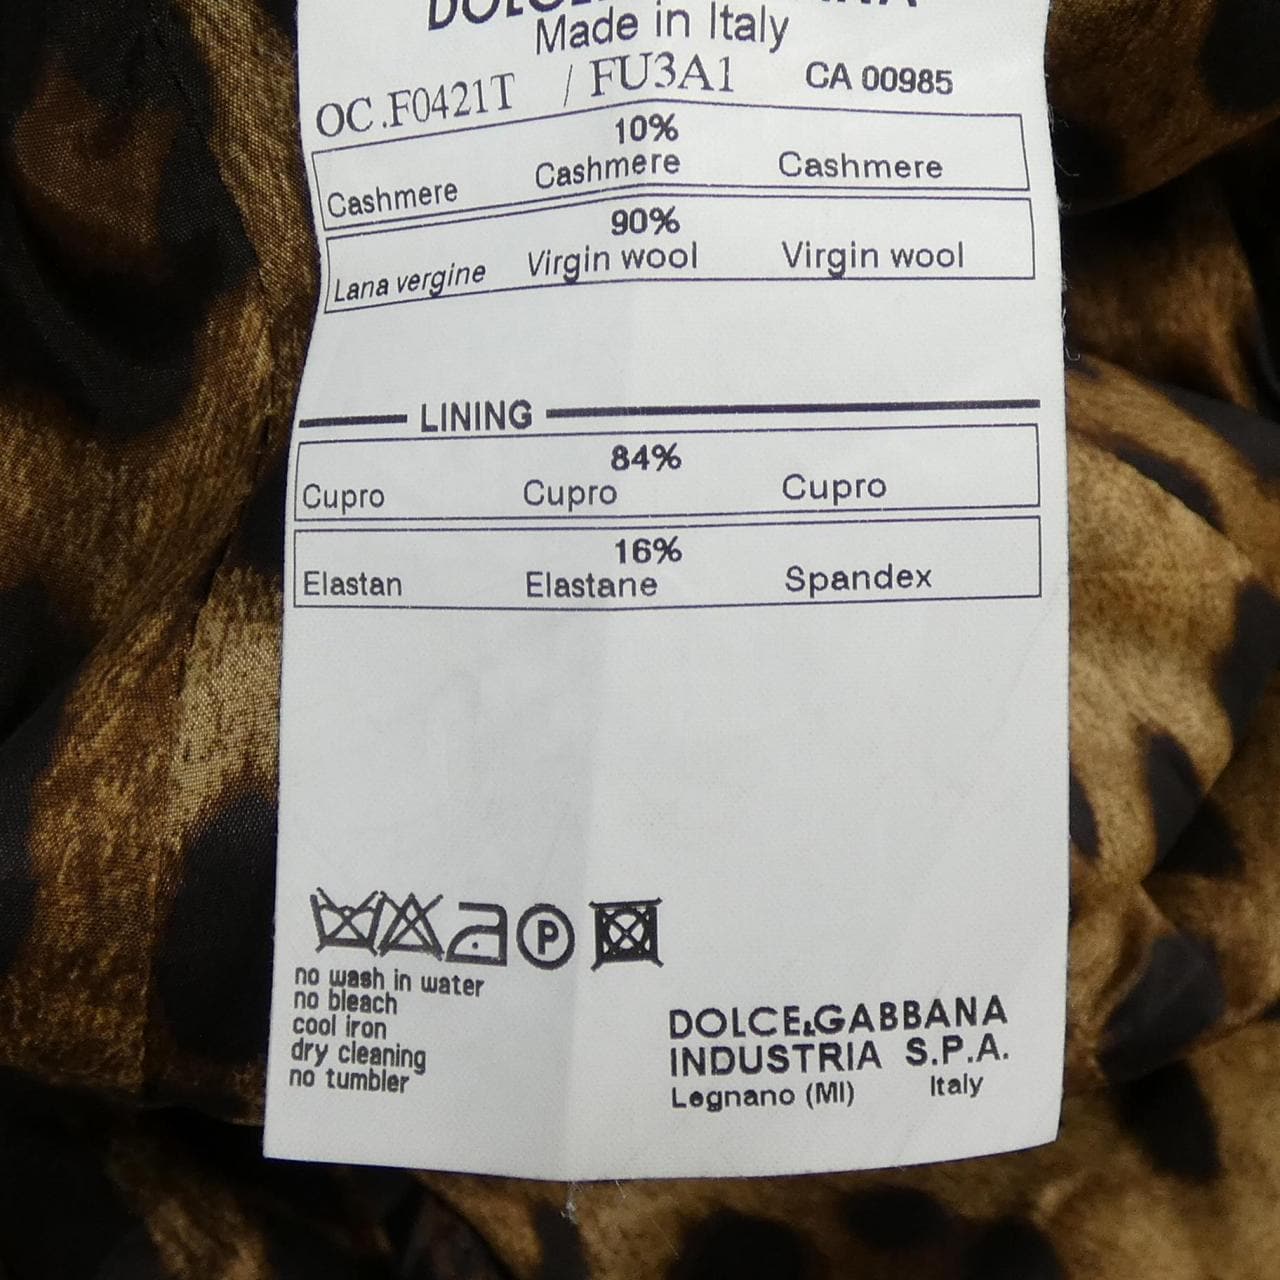 DOLCE & GABBANA
Made in Italy
OC.F0421T / FU3A1 CA 00985
10%
Cashmere Cashmere Cashmere
90%
Lana vergine Virgin wool Virgin wool
LINING
84%
Cupro Cupro Cupro
16%
Elastan Elastane Spandex
P
no wash in water
no bleach
cool iron
dry cleaning
no tumbler
DOLCE&GABBANA
INDUSTRIA S.P.A.
Legnano (MI) Italy